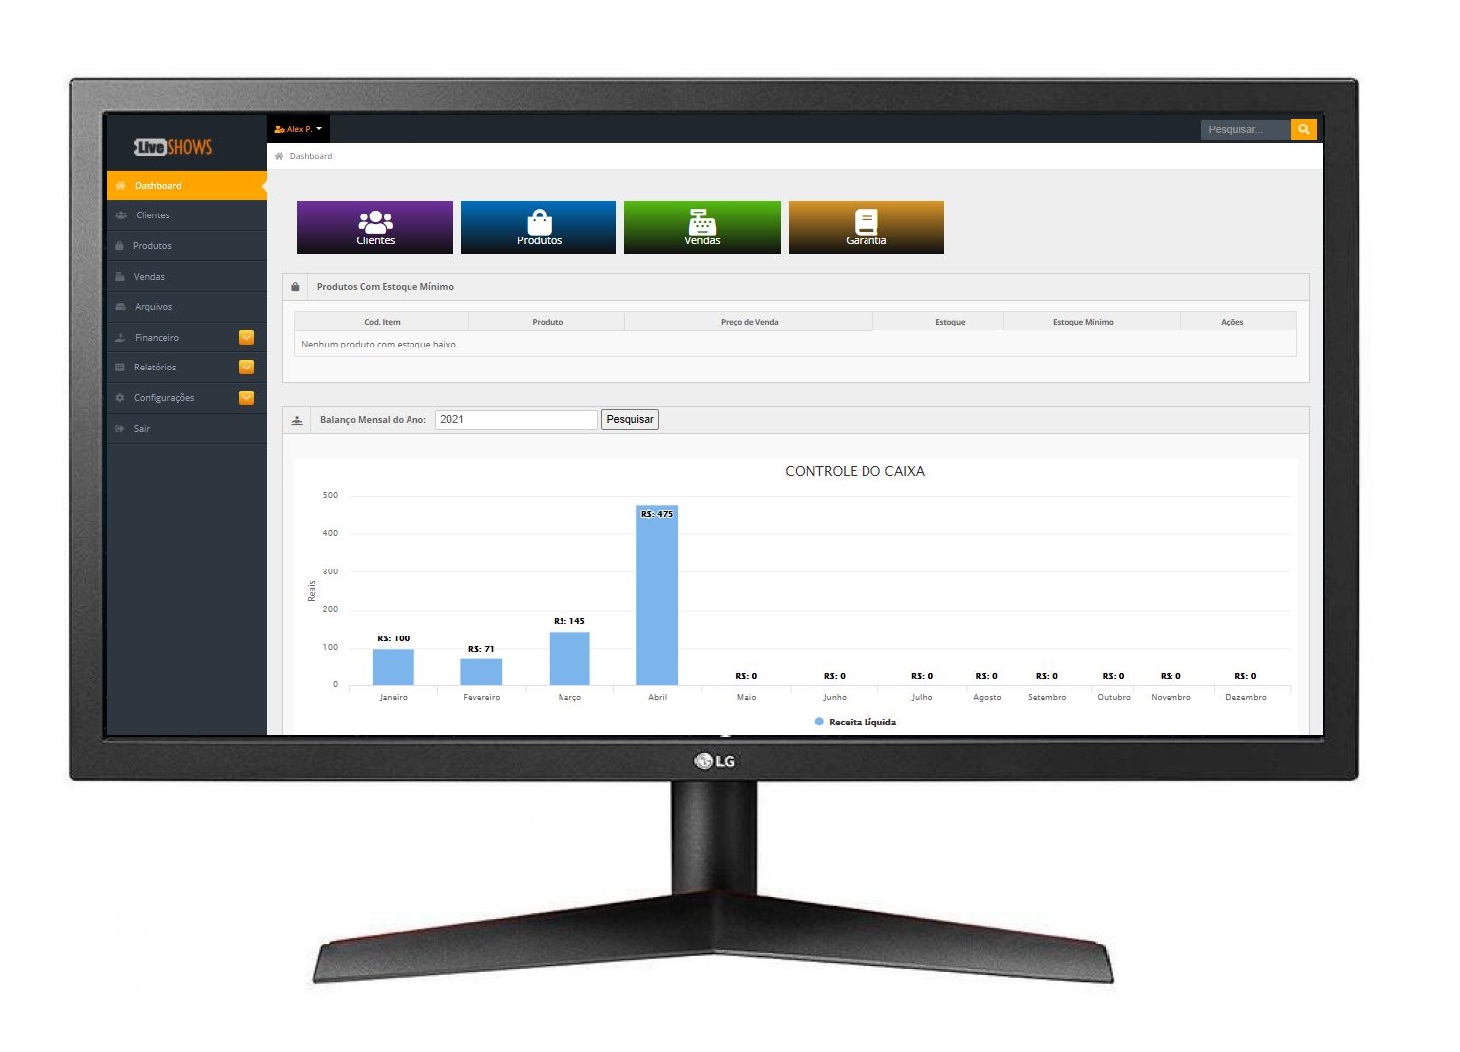 Live SHOWS
Alex P.
Pesquisar...
Dashboard
Dashboard
Clientes
Produtos
Vendas
Arquivos
Financeiro
Relatórios
Configurações
Sair
Clientes
Produtos
Vendas
Garantia
Produtos Com Estoque Mínimo
Cod. Item Produto Preço de Venda Estoque Estoque Mínimo Ações
Nenhum produto com estoque baixo.
Balanço Mensal do Ano: 2021 Pesquisar
CONTROLE DO CAIXA
Reais
500
400
300
200
100
0
R$: 100
R$: 71
R$: 145
R$: 475
R$: 0
R$: 0
R$: 0
R$: 0
R$: 0
R$: 0
R$: 0
R$: 0
Janeiro Fevereiro Março Abril Maio Junho Julho Agosto Setembro Outubro Novembro Dezembro
Receita líquida
LG